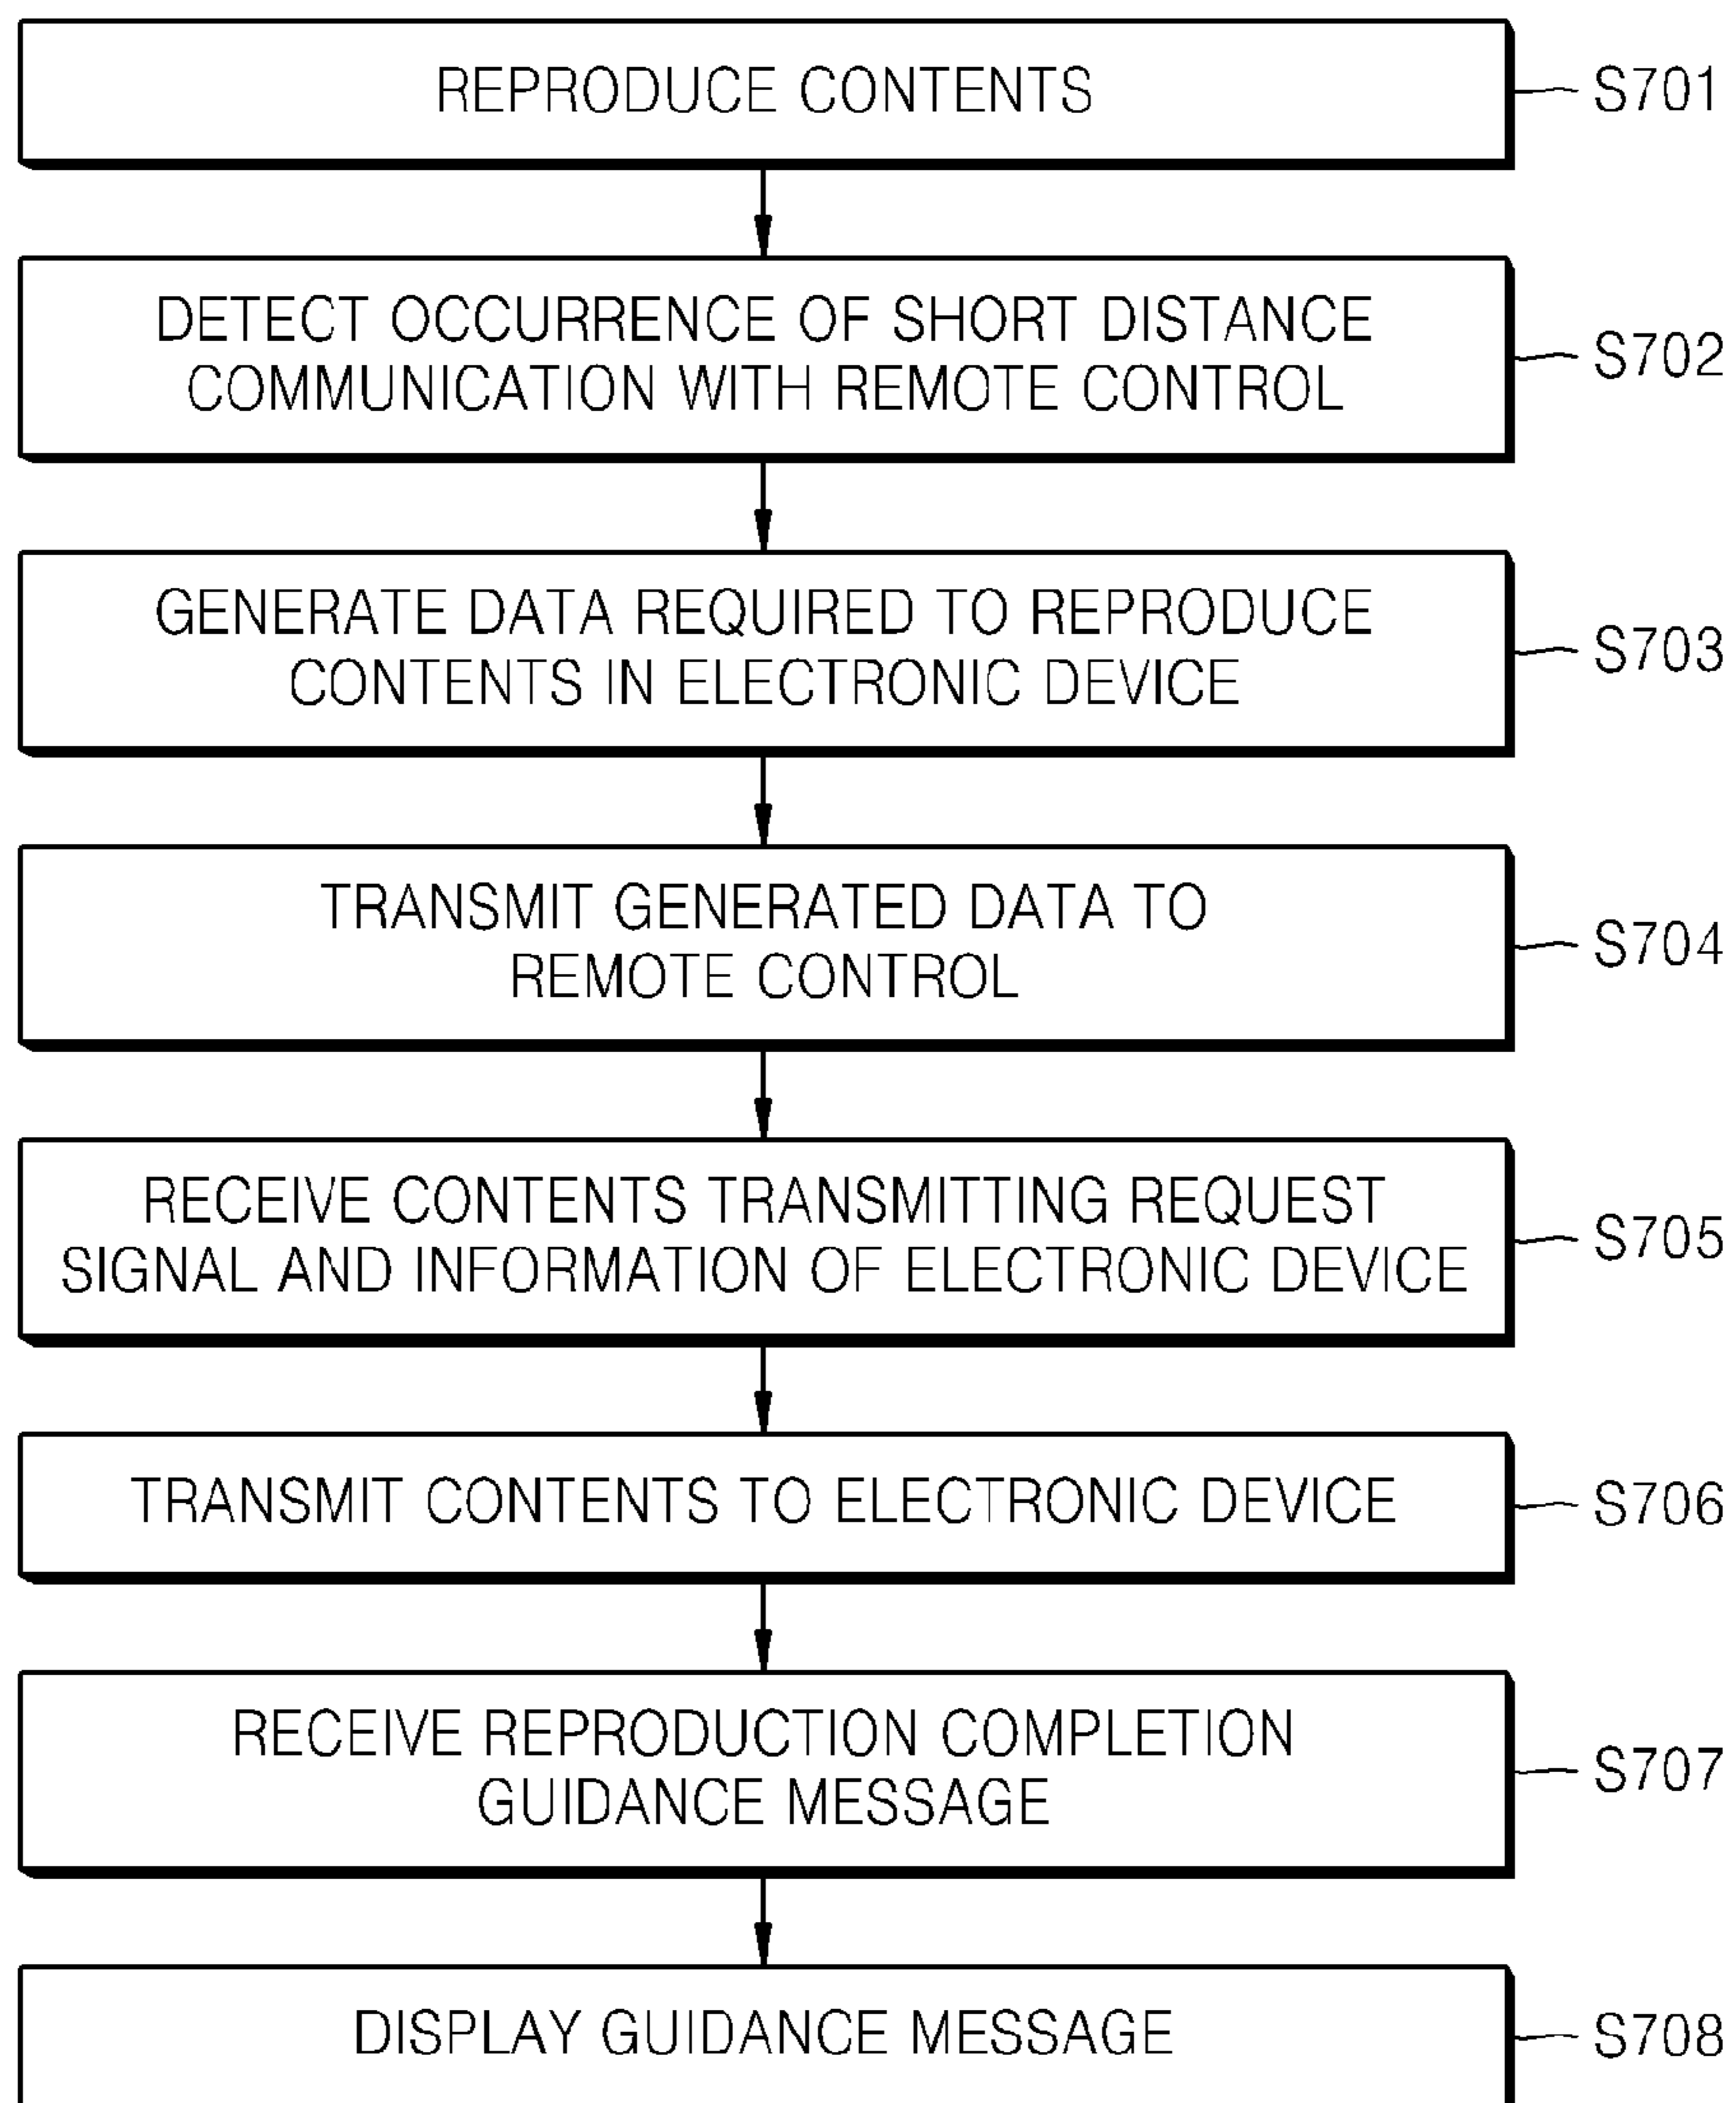 REPRODUCE CONTENTS
S701
DETECT OCCURRENCE OF SHORT DISTANCE
COMMUNICATION WITH REMOTE CONTROL
S702
GENERATE DATA REQUIRED TO REPRODUCE
CONTENTS IN ELECTRONIC DEVICE
S703
TRANSMIT GENERATED DATA TO
REMOTE CONTROL
S704
RECEIVE CONTENTS TRANSMITTING REQUEST
SIGNAL AND INFORMATION OF ELECTRONIC DEVICE
S705
TRANSMIT CONTENTS TO ELECTRONIC DEVICE
S706
RECEIVE REPRODUCTION COMPLETION
GUIDANCE MESSAGE
S707
DISPLAY GUIDANCE MESSAGE
S708